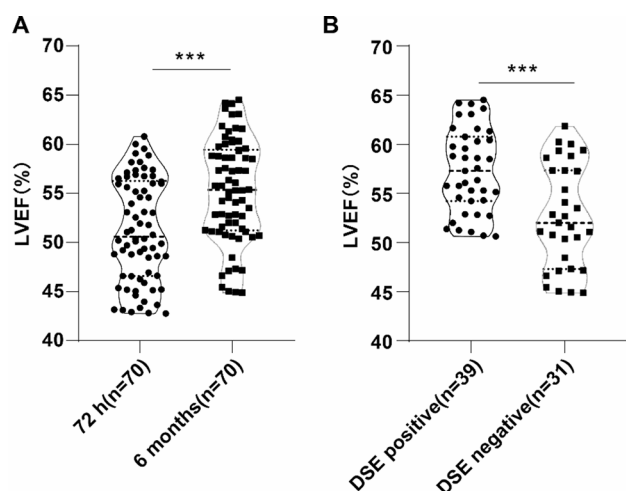 A
70
65
60
55
50
45
40
LVEF(%)
***
72 h(n=70)
6 months(n=70)
B
70
65
60
55
50
45
40
LVEF(%)
***
DSE positive(n=39)
DSE negative(n=31)